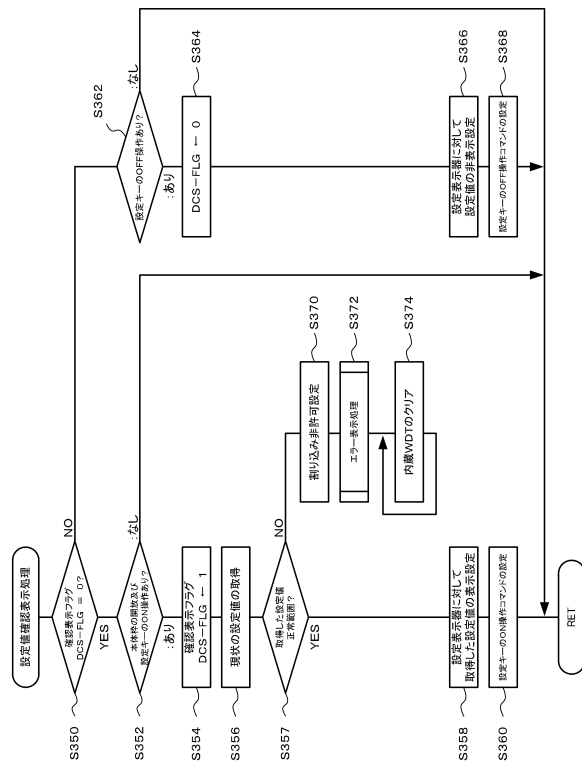 設定値確認表示処理
S350
確認表示フラグ
DCS−FLG = 0?
NO
YES
S352
本体枠の開放及び
設定キーのON操作あり?
:なし
:あり
S354
確認表示フラグ
DCS−FLG ← 1
S356
現状の設定値の取得
S357
取得した設定値
正常範囲?
NO
YES
S358
設定表示器に対して
取得した設定値の表示設定
S360
設定キーのON操作コマンドの設定
RET
S370
割り込み非許可設定
S372
エラー表示処理
S374
内蔵WDTのクリア
S362
設定キーのOFF操作あり?
:なし
:あり
S364
DCS−FLG ← 0
S366
設定表示器に対して
設定値の非表示設定
S368
設定キーのOFF操作コマンドの設定